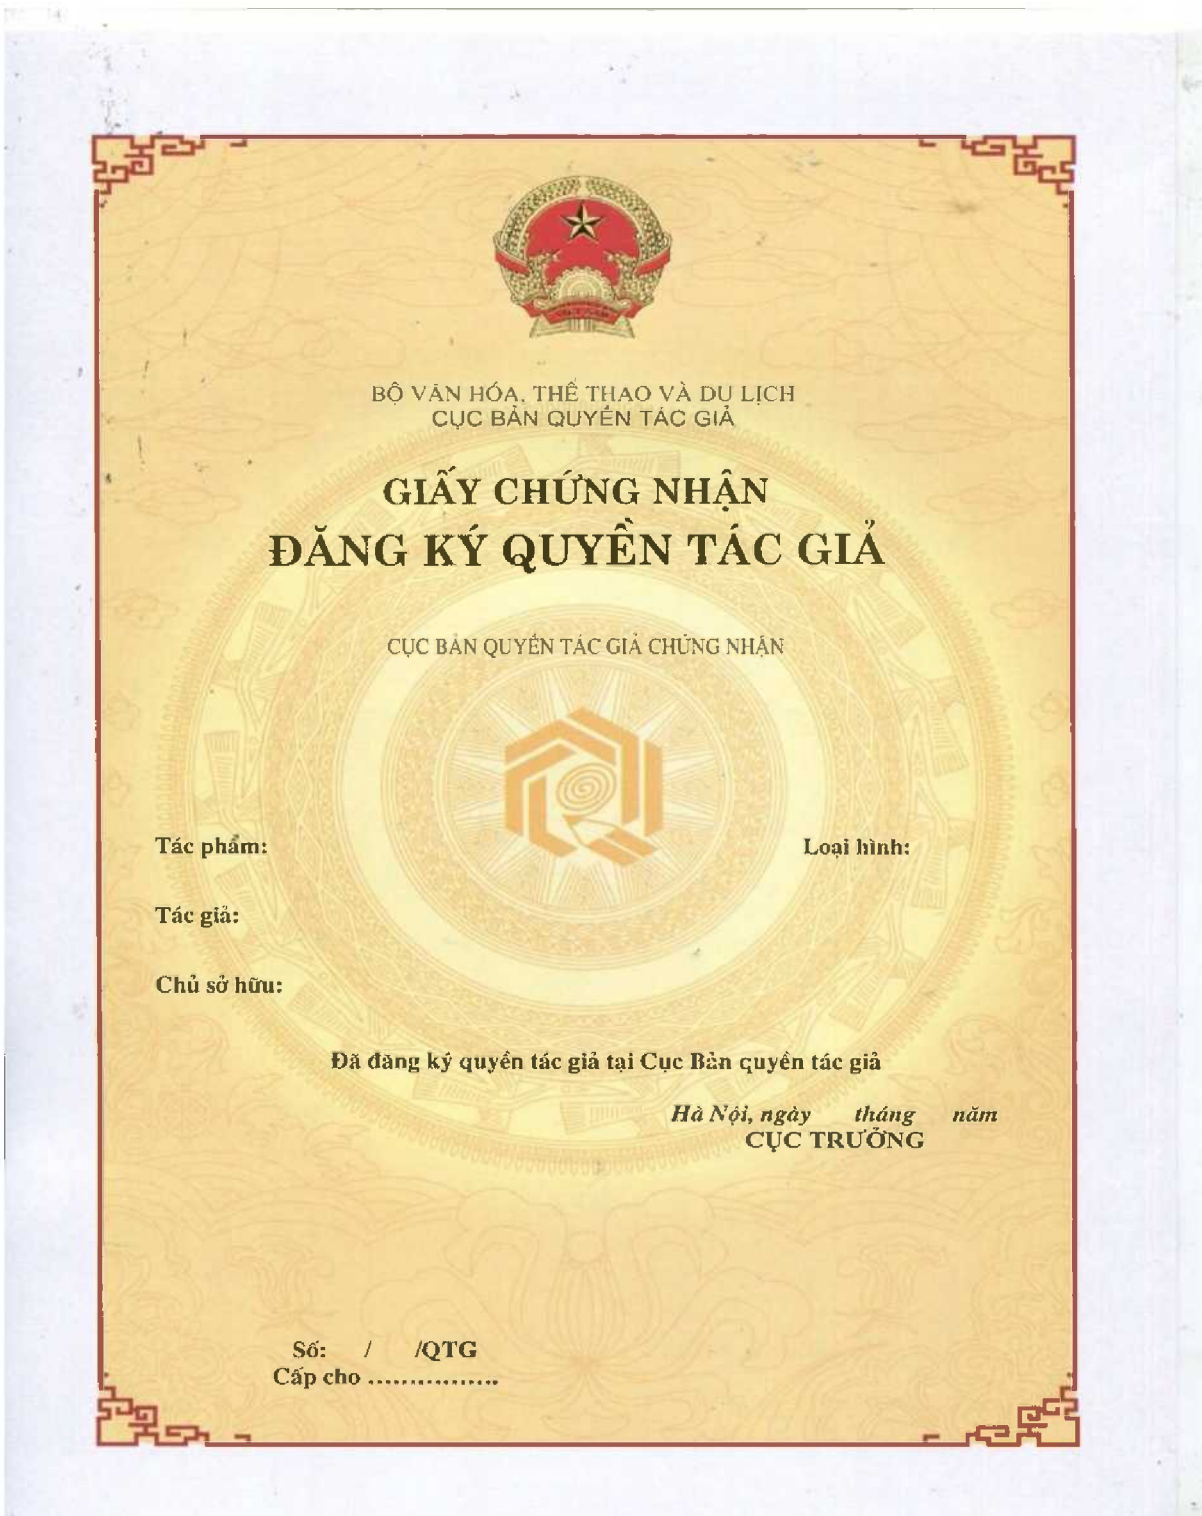 BỘ VĂN HÓA, THỂ THAO VÀ DU LỊCH
CỤC BẢN QUYỀN TÁC GIẢ
GIẤY CHỨNG NHẬN
ĐĂNG KÝ QUYỀN TÁC GIẢ
CỤC BẢN QUYỀN TÁC GIẢ CHỨNG NHẬN
Tác phẩm: Loại hình:
Tác giả:
Chủ sở hữu:
Đã đăng ký quyền tác giả tại Cục Bản quyền tác giả
Hà Nội, ngày tháng năm
CỤC TRƯỞNG
Số: / /QTG
Cấp cho ................